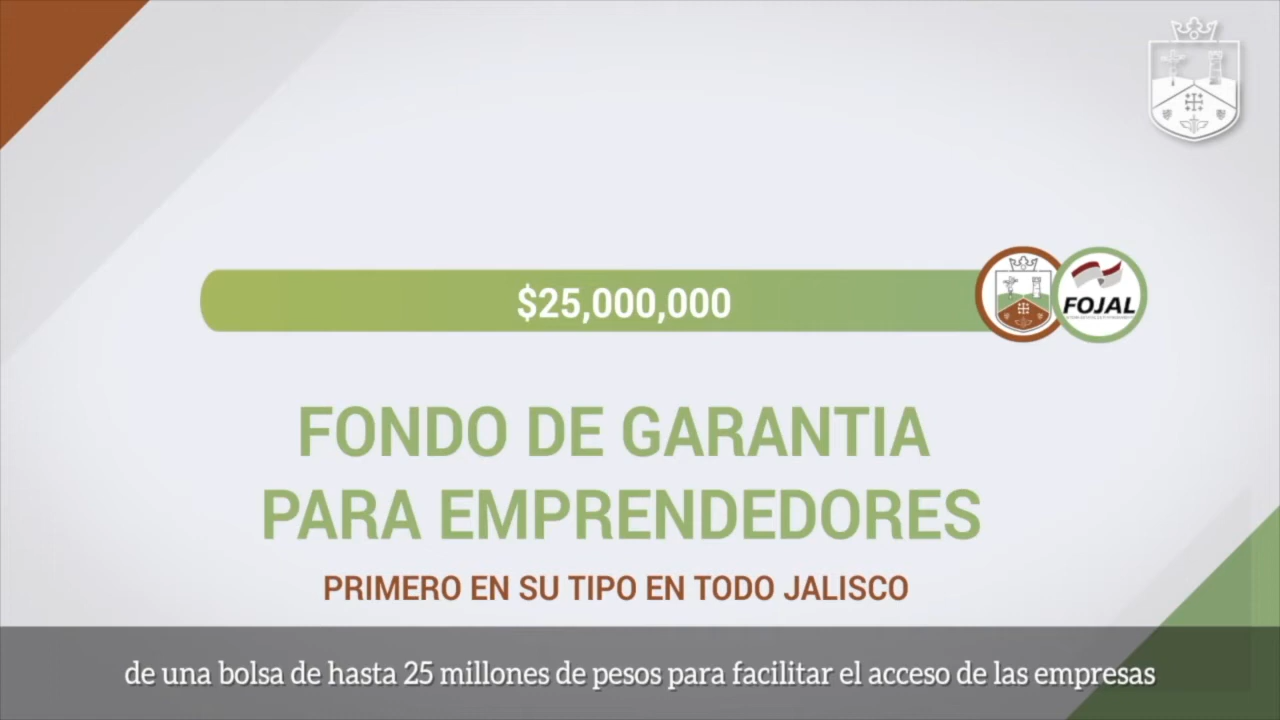 $25,000,000
FOJAL
FONDO DE GARANTIA
PARA EMPRENDEDORES
PRIMERO EN SU TIPO EN TODO JALISCO
de una bolsa de hasta 25 millones de pesos para facilitar el acceso de las empresas